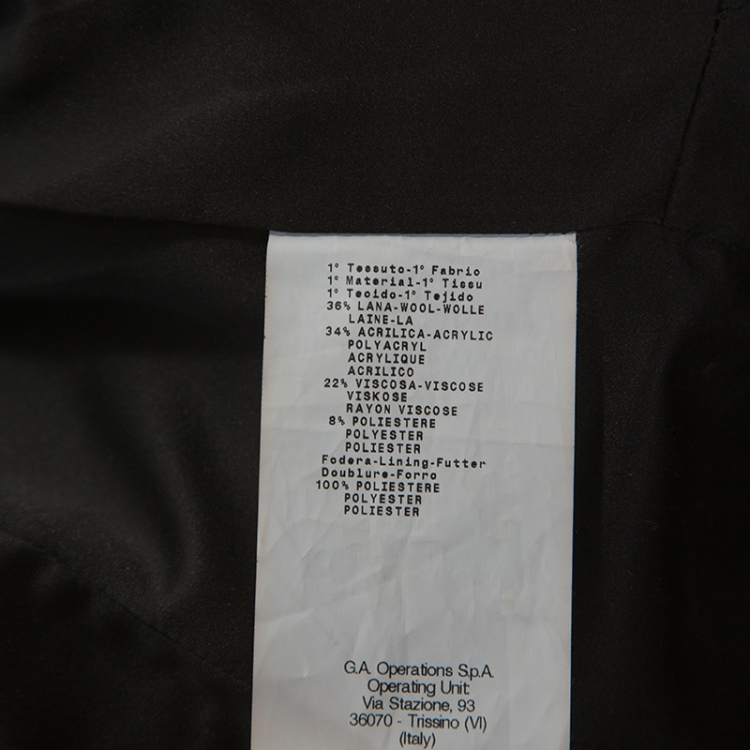 1° Tessuto-1° Fabric
1° Material-1° Tissu
1° Tecido-1° Tejido
36% LANA-WOOL-WOLLE
LAINE-LA
34% ACRILICA-ACRYLIC
POLYACRYL
ACRYLIQUE
ACRILICO
22% VISCOSA-VISCOSE
VISKOSE
RAYON VISCOSE
8% POLIESTERE
POLYESTER
POLIESTER
Fodera-Lining-Futter
Doublure-Forro
100% POLIESTERE
POLYESTER
POLIESTER
G.A. Operations S.p.A.
Operating Unit:
Via Stazione, 93
36070 - Trissino (VI)
(Italy)